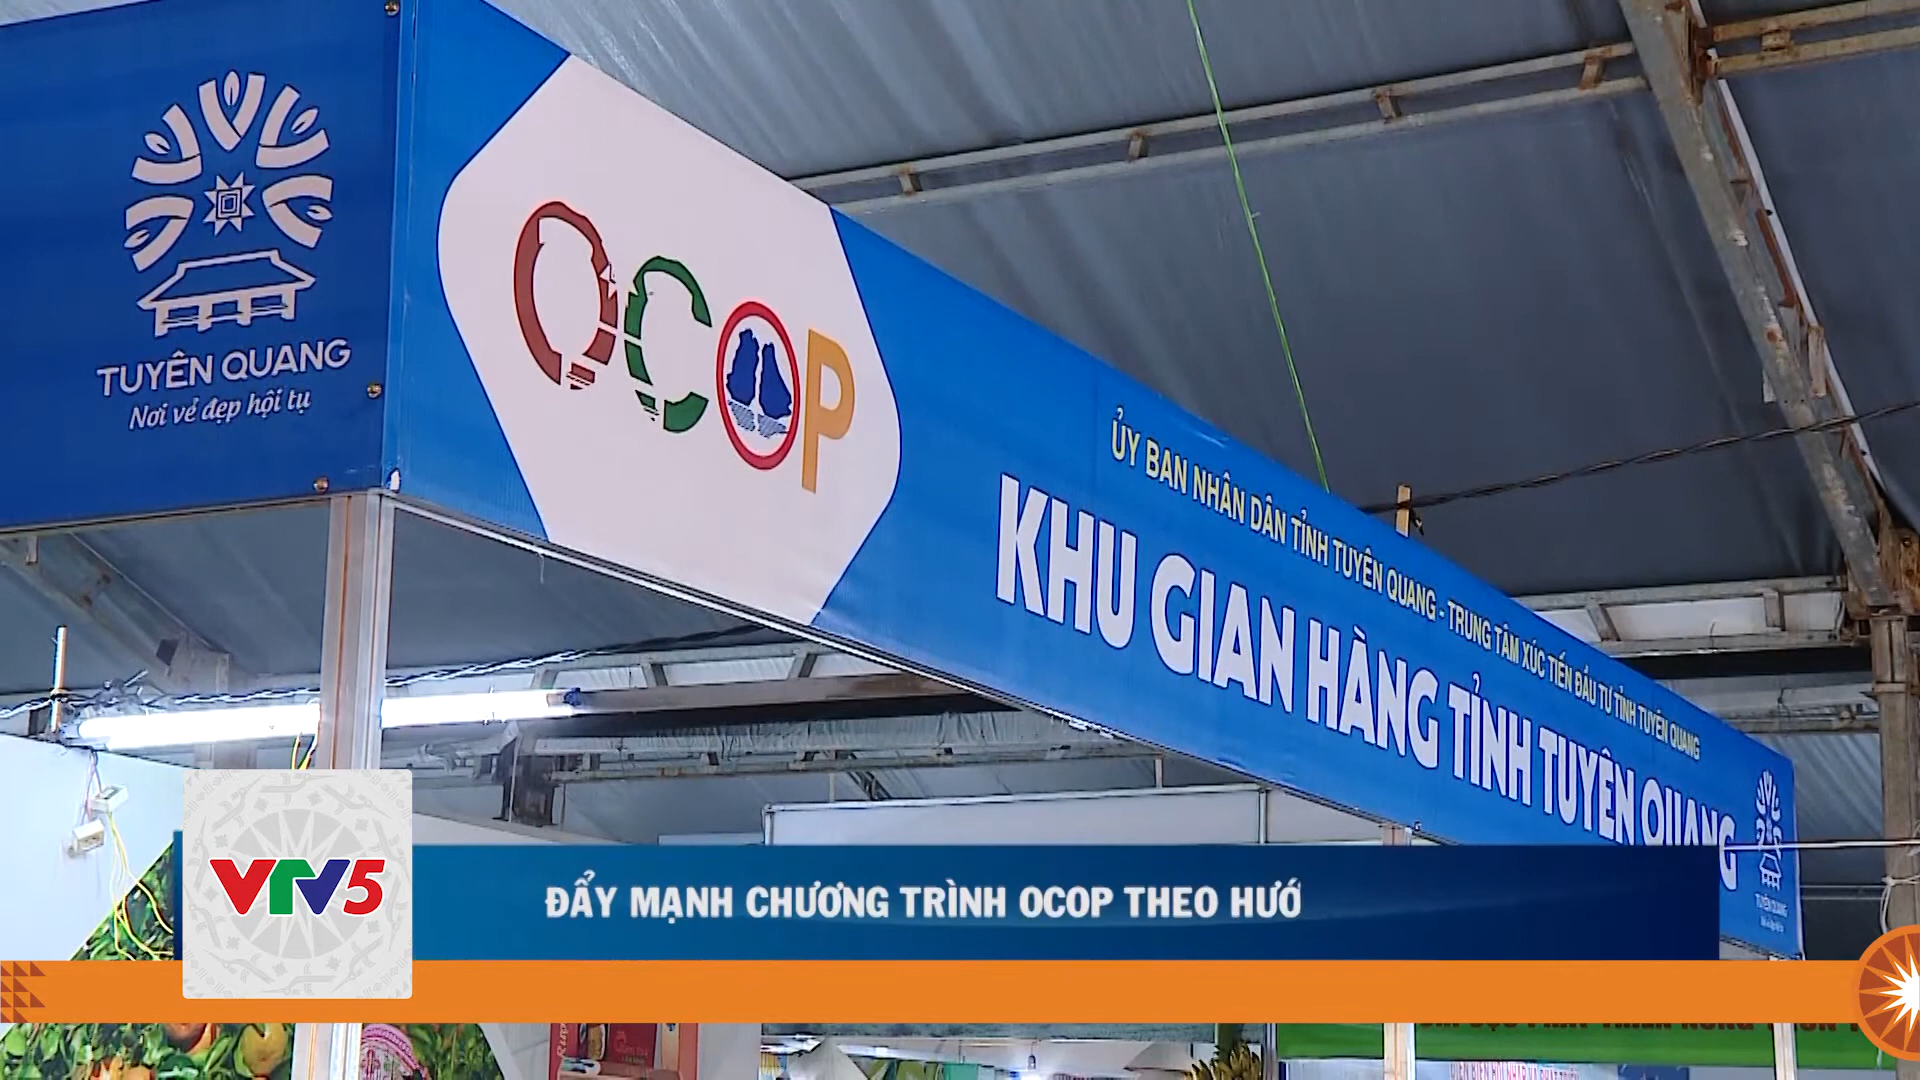 TUYÊN QUANG
Nơi vẻ đẹp hội tụ
OCOP
ỦY BAN NHÂN DÂN TỈNH TUYÊN QUANG - TRUNG TÂM XÚC TIẾN ĐẦU TƯ TỈNH TUYÊN QUANG
KHU GIAN HÀNG TỈNH TUYÊN QUANG
TUYÊN QUANG
VTV5
ĐẨY MẠNH CHƯƠNG TRÌNH OCOP THEO HƯỚ